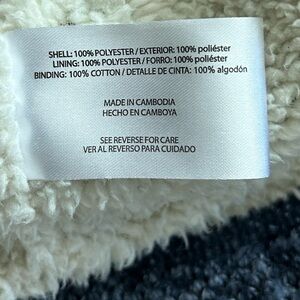 SHELL: 100% POLYESTER / EXTERIOR: 100% poliéster
LINING: 100% POLYESTER / FORRO: 100% poliéster
BINDING: 100% COTTON / DETALLE DE CINTA: 100% algodón
MADE IN CAMBODIA
HECHO EN CAMBOYA
SEE REVERSE FOR CARE
VER AL REVERSO PARA CUIDADO